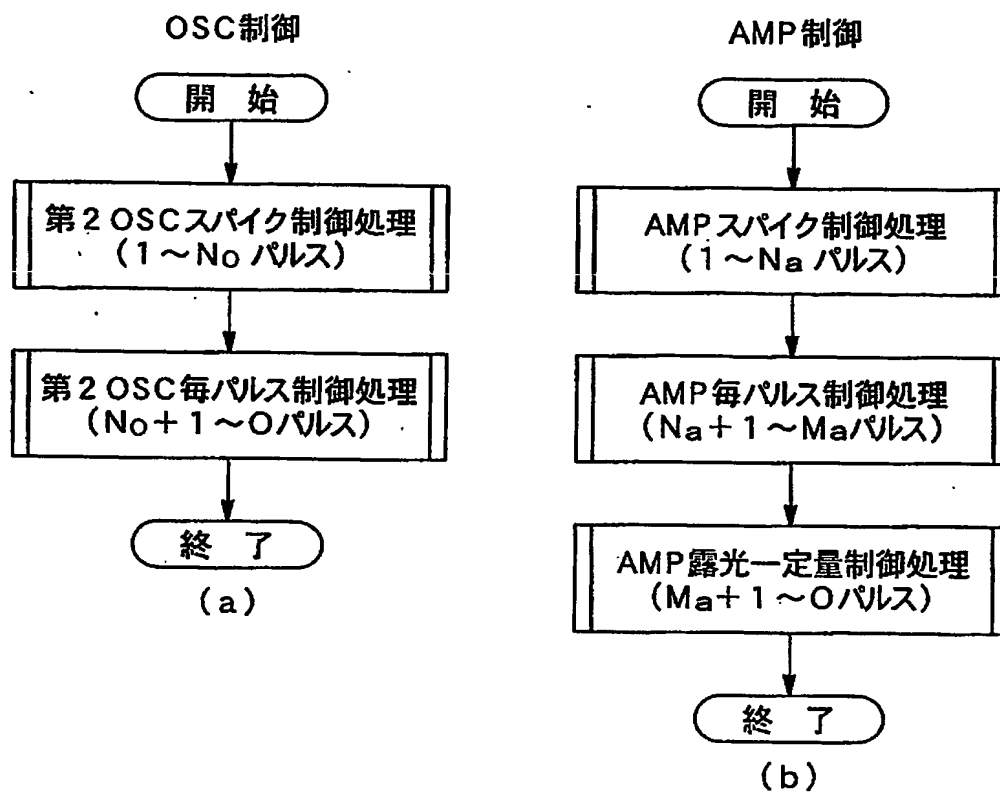 OSC制御
開 始
第2OSCスパイク制御処理
(1～No パルス)
第2OSC毎パルス制御処理
(No+1～Oパルス)
終 了
(a)
AMP制御
開 始
AMPスパイク制御処理
(1～Na パルス)
AMP毎パルス制御処理
(Na+1～Maパルス)
AMP露光一定量制御処理
(Ma+1～Oパルス)
終 了
(b)